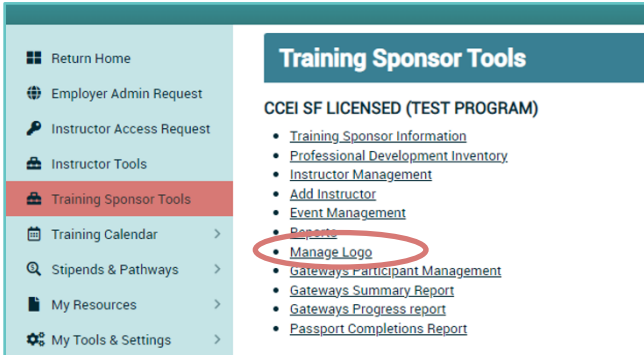 Return Home
Employer Admin Request
Instructor Access Request
Instructor Tools
Training Sponsor Tools
Training Calendar
Stipends & Pathways
My Resources
My Tools & Settings
Training Sponsor Tools
CCEI SF LICENSED (TEST PROGRAM)
Training Sponsor Information
Professional Development Inventory
Instructor Management
Add Instructor
Event Management
Reports
Manage Logo
Gateways Participant Management
Gateways Summary Report
Gateways Progress report
Passport Completions Report